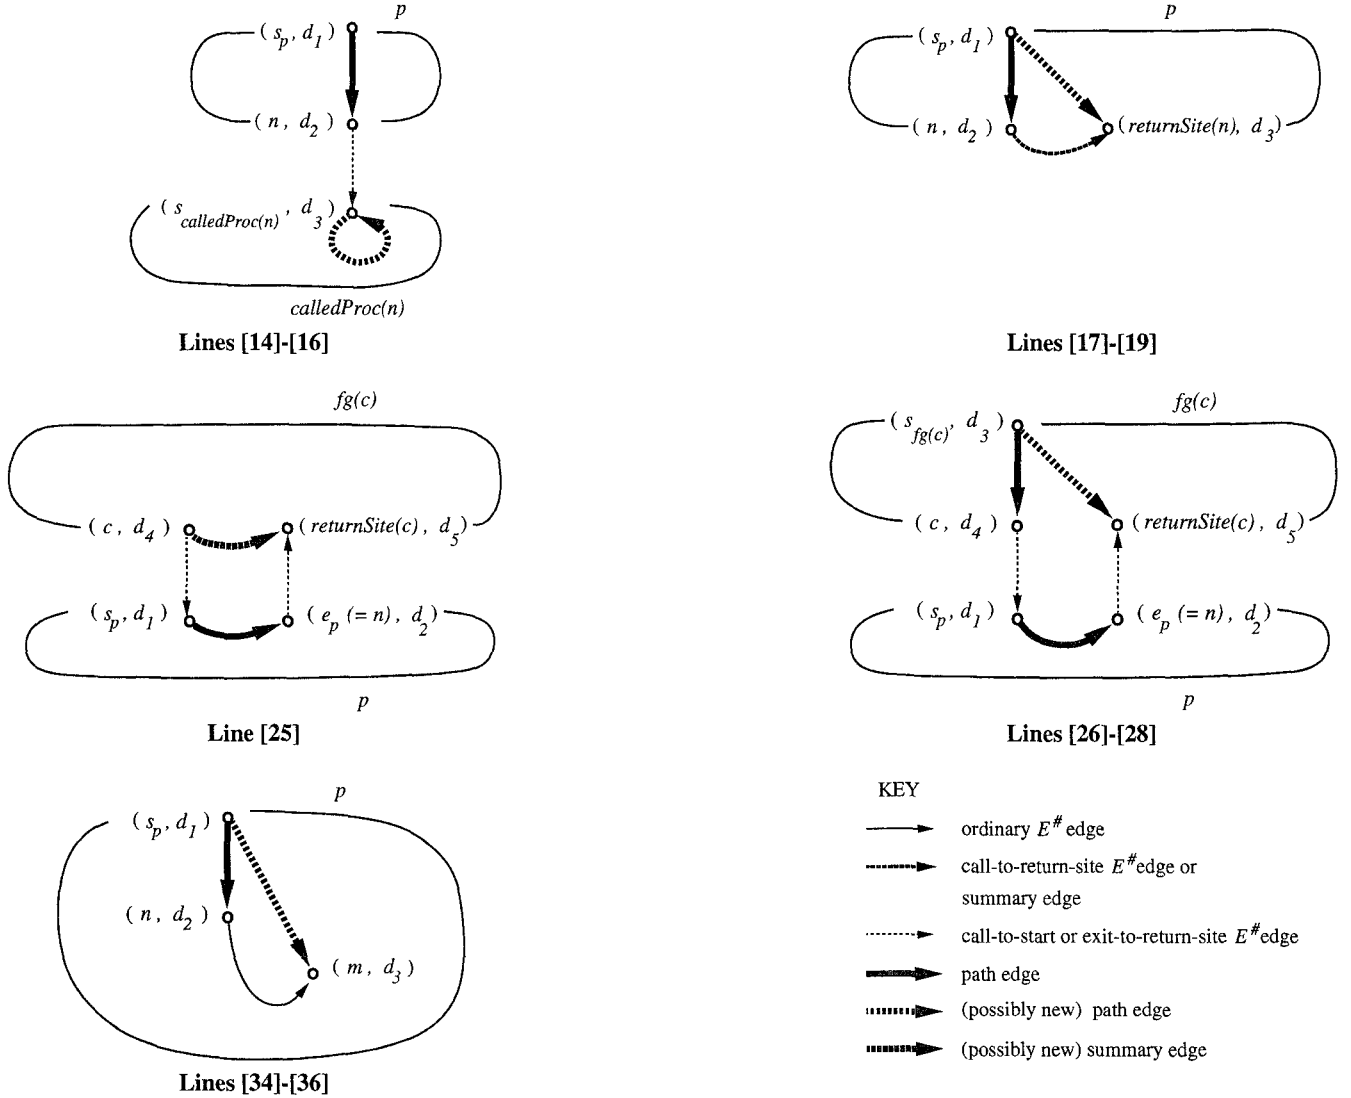 p
( s_p, d_1 )
( n, d_2 )
( s_calledProc(n), d_3 )
calledProc(n)
Lines [14]-[16]
p
( s_p, d_1 )
( n, d_2 )
(returnSite(n), d_3)
Lines [17]-[19]
fg(c)
( c, d_4 )
(returnSite(c), d_5)
( s_p, d_1 )
( e_p (= n), d_2 )
p
Line [25]
fg(c)
( s_fg(c), d_3 )
( c, d_4 )
(returnSite(c), d_5)
( s_p, d_1 )
( e_p (= n), d_2 )
p
Lines [26]-[28]
p
( s_p, d_1 )
( n, d_2 )
( m, d_3 )
Lines [34]-[36]
KEY
ordinary E# edge
call-to-return-site E# edge or
summary edge
call-to-start or exit-to-return-site E# edge
path edge
(possibly new) path edge
(possibly new) summary edge